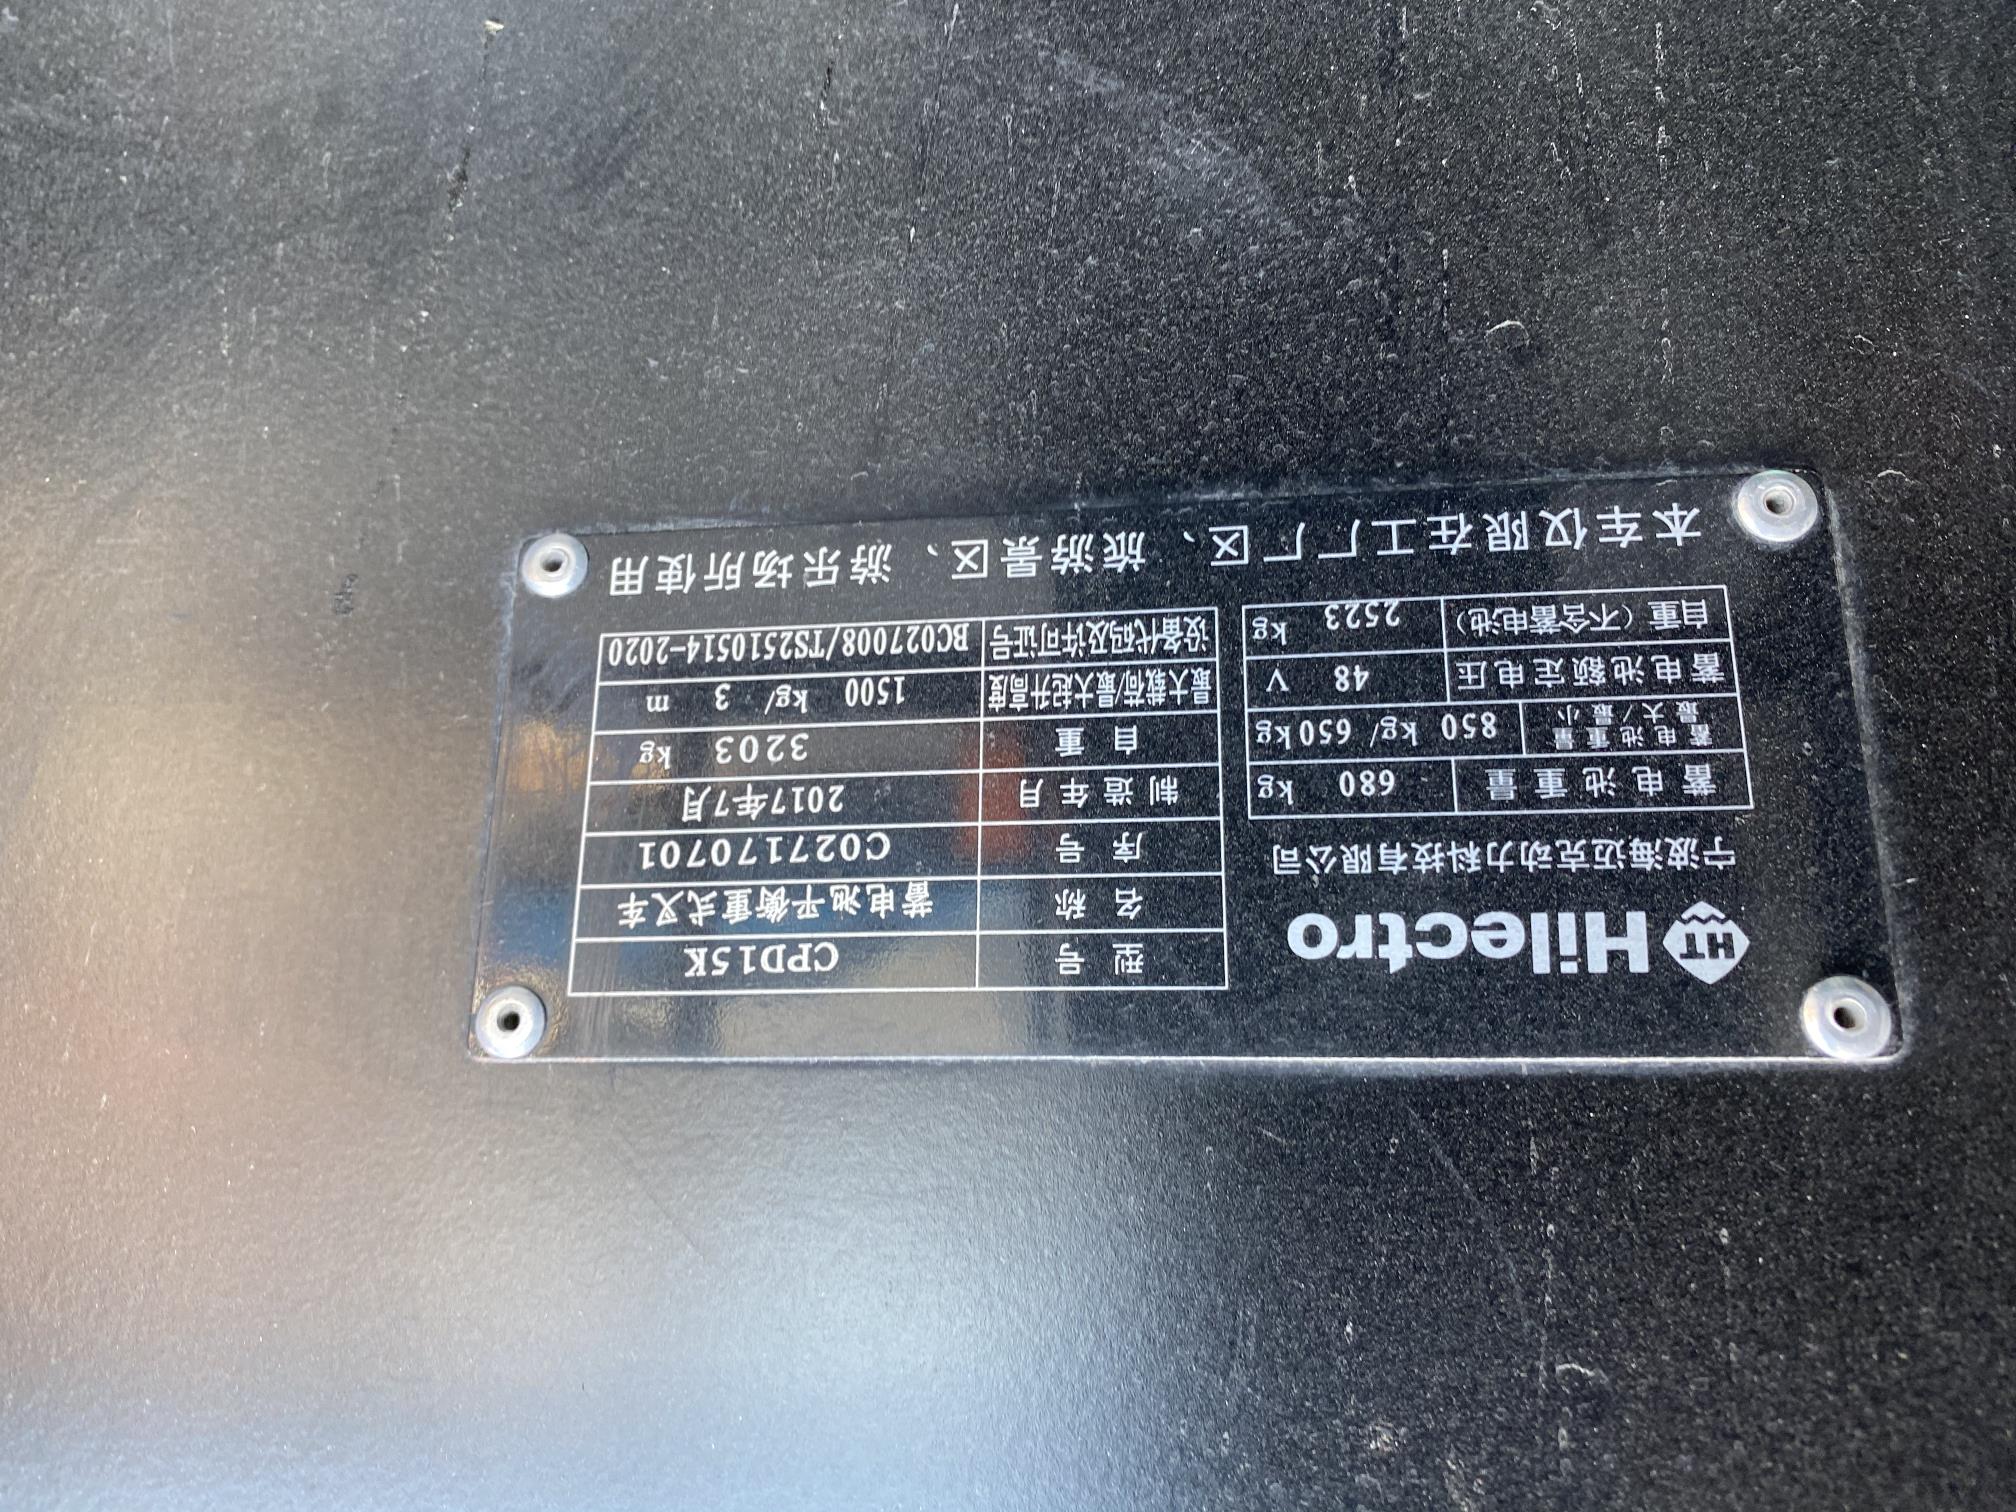 HT Hilectro
宁波海迈克动力科技有限公司
蓄电池重量 680 kg
蓄电池重量最大/最小 850 kg/ 650kg
蓄电池额定电压 48 V
自重(不含蓄电池) 2523 kg
型号 CPD15K
名称 蓄电池平衡重式叉车
序号 C027170701
制造年月 2017年7月
自重 3203 kg
最大载荷/最大起升高度 1500 kg/ 3 m
设备代码及许可证号 BC027008/TS2510514-2020
本车仅限在工厂厂区、旅游景区、游乐场所使用